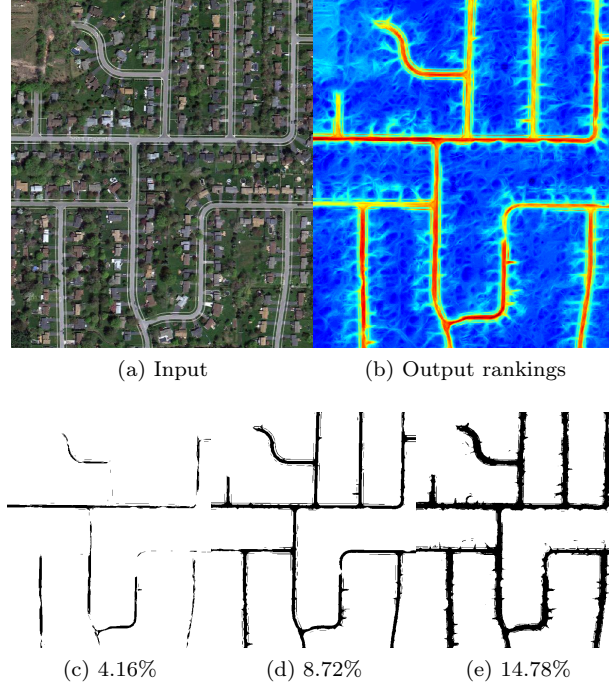 (a) Input
(b) Output rankings
(c) 4.16%
(d) 8.72%
(e) 14.78%